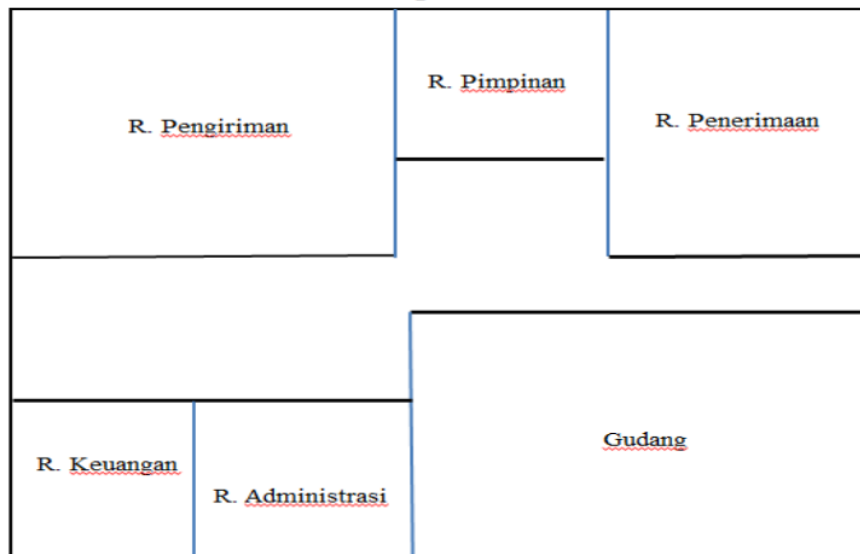 R. Pengiriman
R. Pimpinan
R. Penerimaan
R. Keuangan
R. Administrasi
Gudang